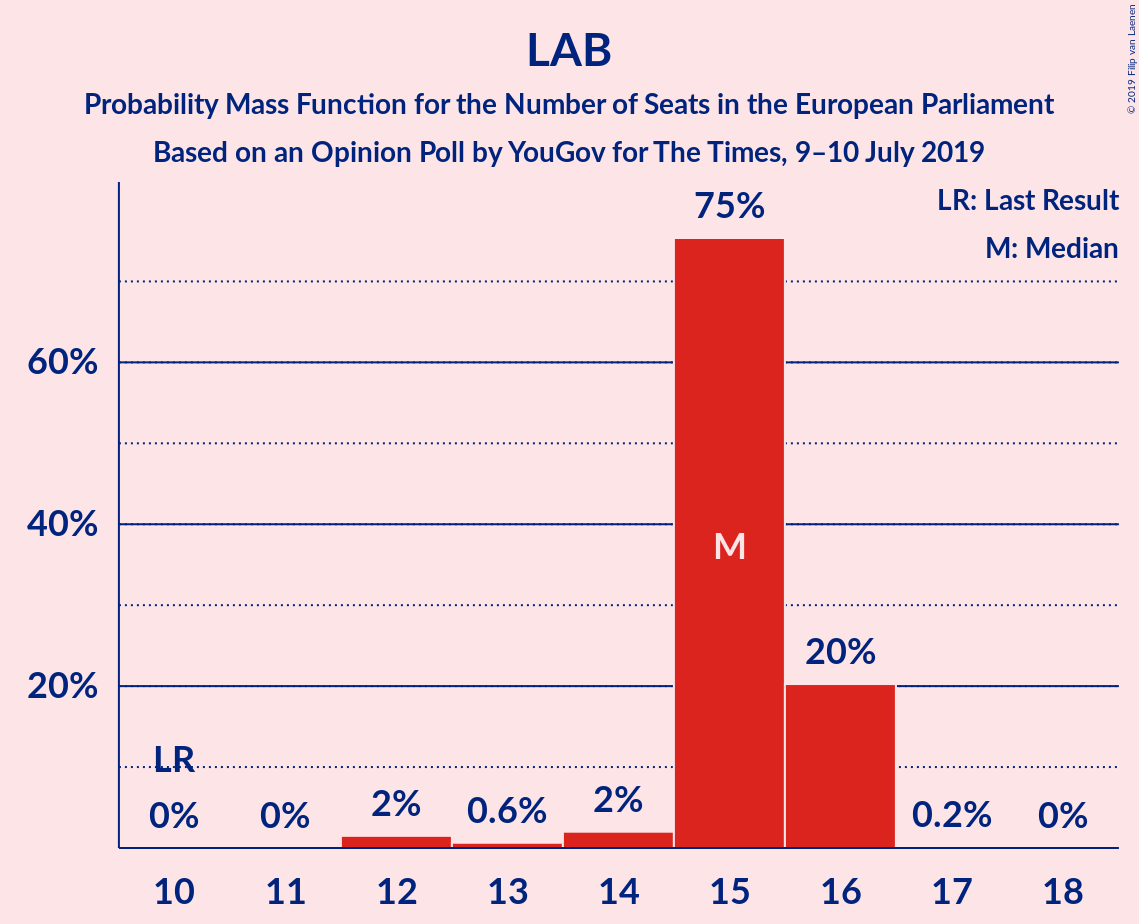 LAB
Probability Mass Function for the Number of Seats in the European Parliament
Based on an Opinion Poll by YouGov for The Times, 9–10 July 2019
© 2019 Filip van Laenen
LR: Last Result
M: Median
75%
60%
40%
M
20%
20%
LR
0%
0%
2%
0.6%
2%
0.2%
0%
10
11
12
13
14
15
16
17
18